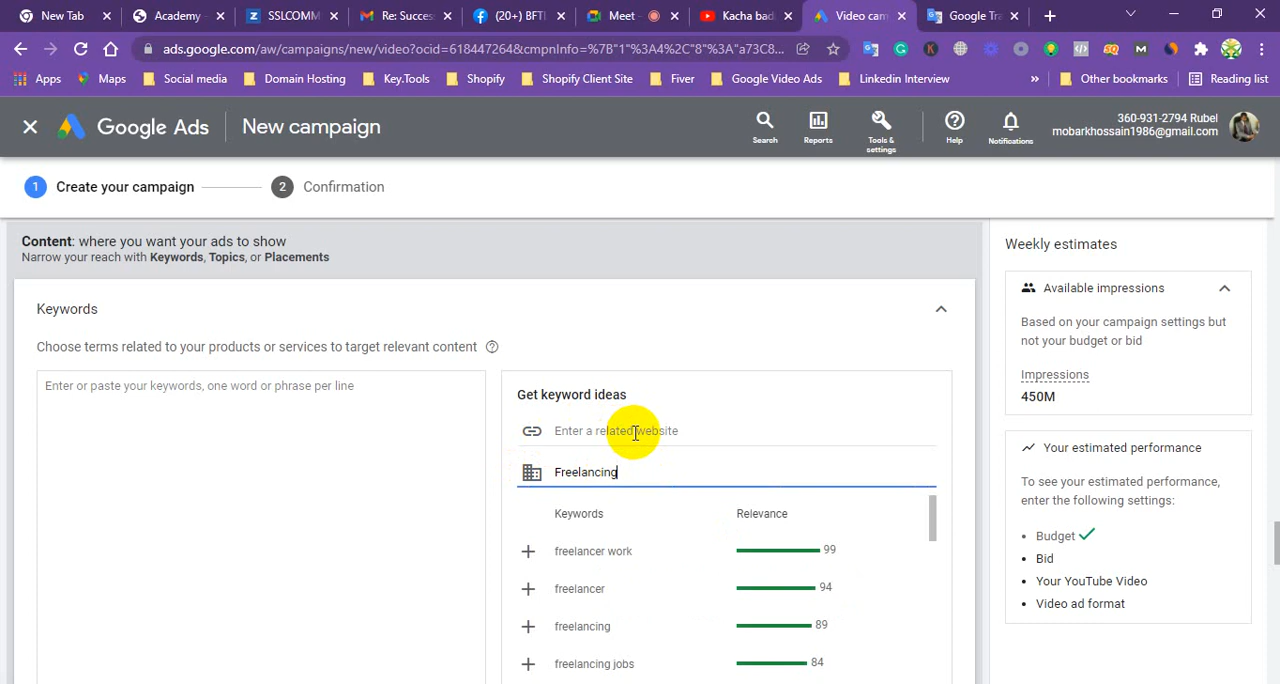 New Tab
Academy -
SSLCOMM
Re: Succes
(20+) BFTI
Meet -
Kacha bad
Video cam
Google Tra
ads.google.com/aw/campaigns/new/video?ocid=618447264&cmpnInfo=%7B"1"%3A4%2C"8"%3A"a73C8...
Apps
Maps
Social media
Domain Hosting
Key.Tools
Shopify
Shopify Client Site
Fiver
Google Video Ads
Linkedin Interview
»
Other bookmarks
Reading list
Google Ads
New campaign
Search
Reports
Tools & settings
Help
Notifications
360-931-2794 Rubel
mobarkhossain1986@gmail.com
1 Create your campaign
2 Confirmation
Content: where you want your ads to show
Narrow your reach with Keywords, Topics, or Placements
Keywords
Choose terms related to your products or services to target relevant content
Enter or paste your keywords, one word or phrase per line
Get keyword ideas
Enter a related website
Freelancing
Keywords Relevance
freelancer work 99
freelancer 94
freelancing 89
freelancing jobs 84
Weekly estimates
Available impressions
Based on your campaign settings but
not your budget or bid
Impressions
450M
Your estimated performance
To see your estimated performance,
enter the following settings:
• Budget
• Bid
• Your YouTube Video
• Video ad format